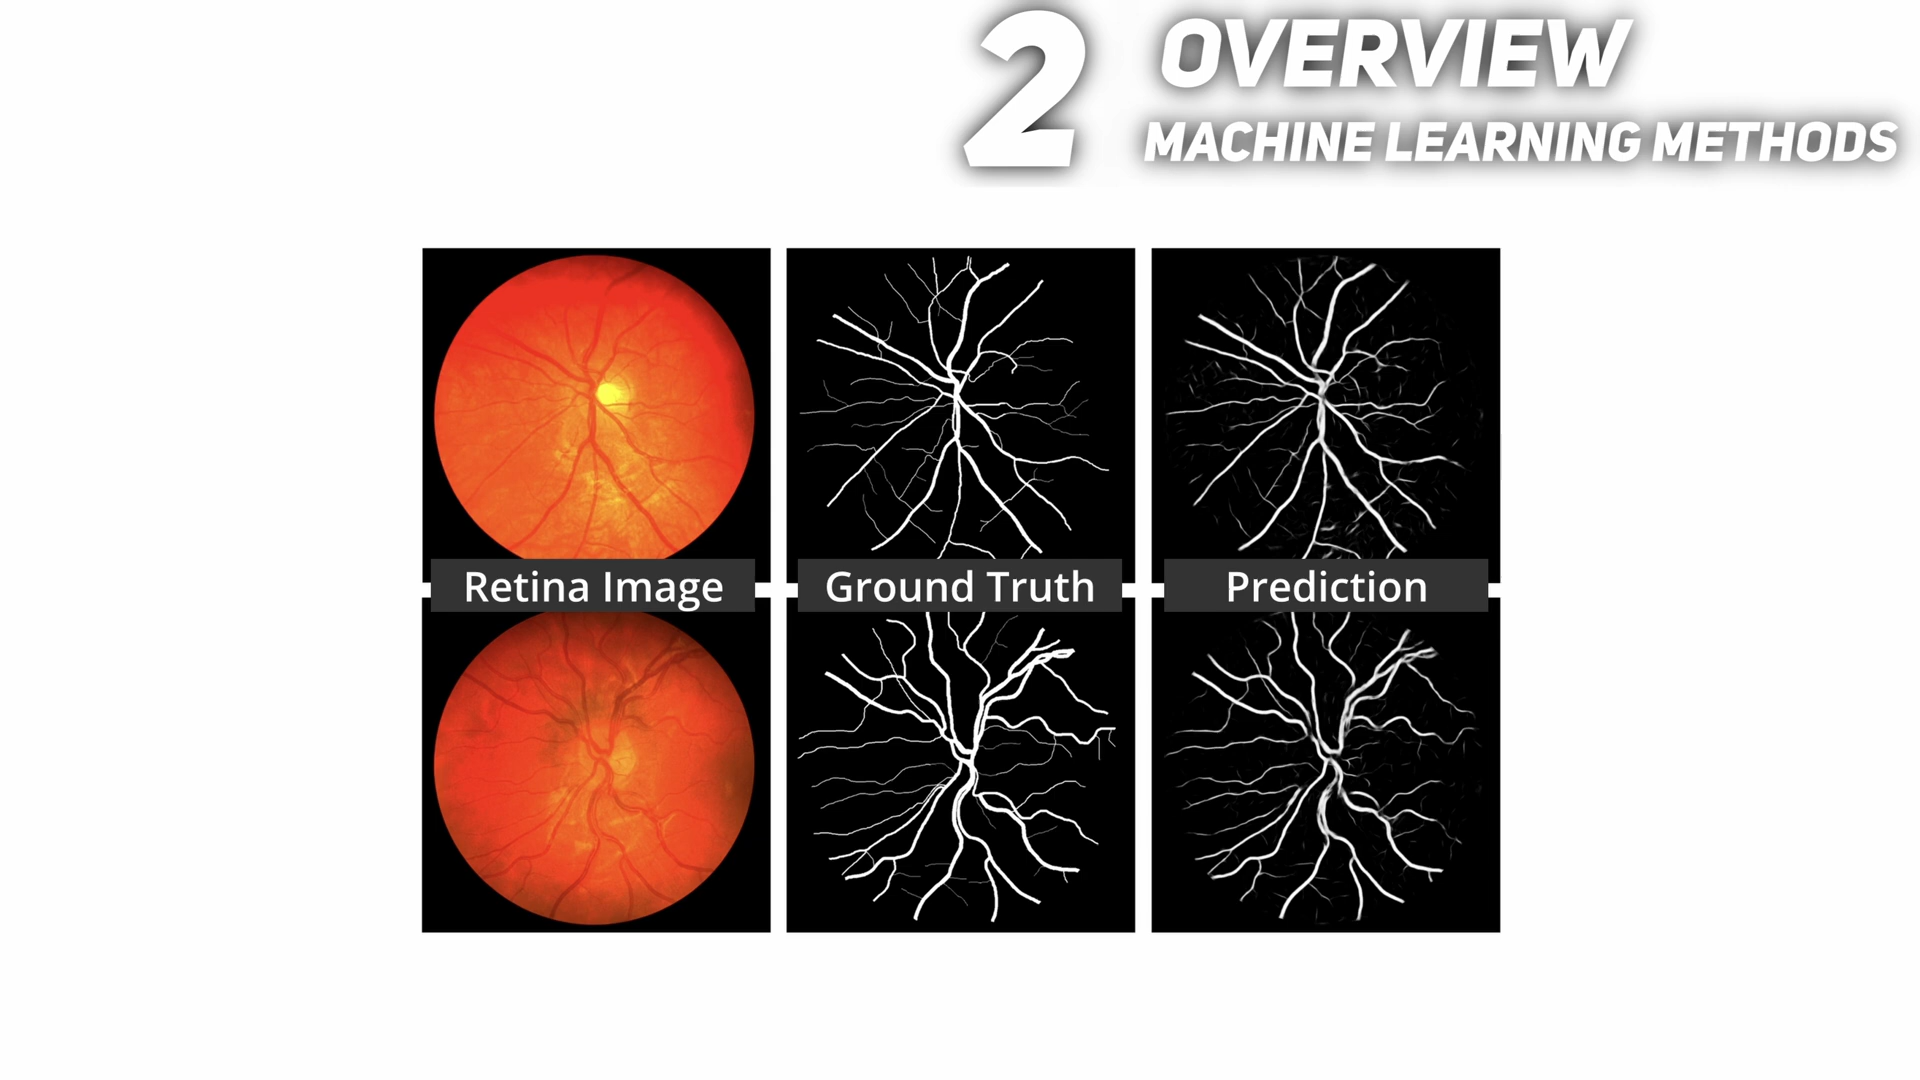 2
OVERVIEW
MACHINE LEARNING METHODS
Retina Image
Ground Truth
Prediction